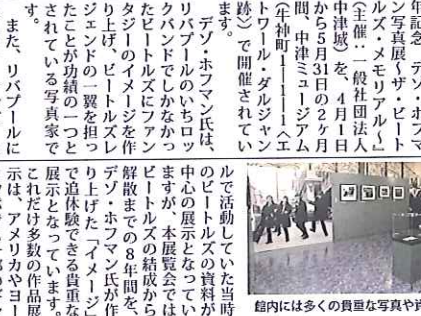 年記念 デゾ・ホフマ
ン写真展～ザ・ビート
ルズ・メモリアル～」
(主催:一般社団法人
中津城)を、4月1日
から5月31日の2ヶ月
間、中津ミュージアム
(牛神町1―1―1〈エ
トワール・ダルジャン
跡〉)で開催されてい
ます。
デゾ・ホフマン氏は、
リバプールのいちロッ
クバンドでしかなかっ
たビートルズにファン
タジーのイメージを作
り上げ、ビートルズレ
ジェンドの一翼を担っ
たことが功績の一つと
されている写真家で
す。
また、リバプールに
ルで活動していた当時
のビートルズの資料が
中心の展示となってい
ますが、本展覧会では
ビートルズの結成から
解散までの8年間を、
デゾ・ホフマン氏が作
り上げた「イメージ」
で追体験できる貴重な
展示となっています。
これだけ多数の作品展
示は、アメリカやヨー
館内には多くの貴重な写真や資